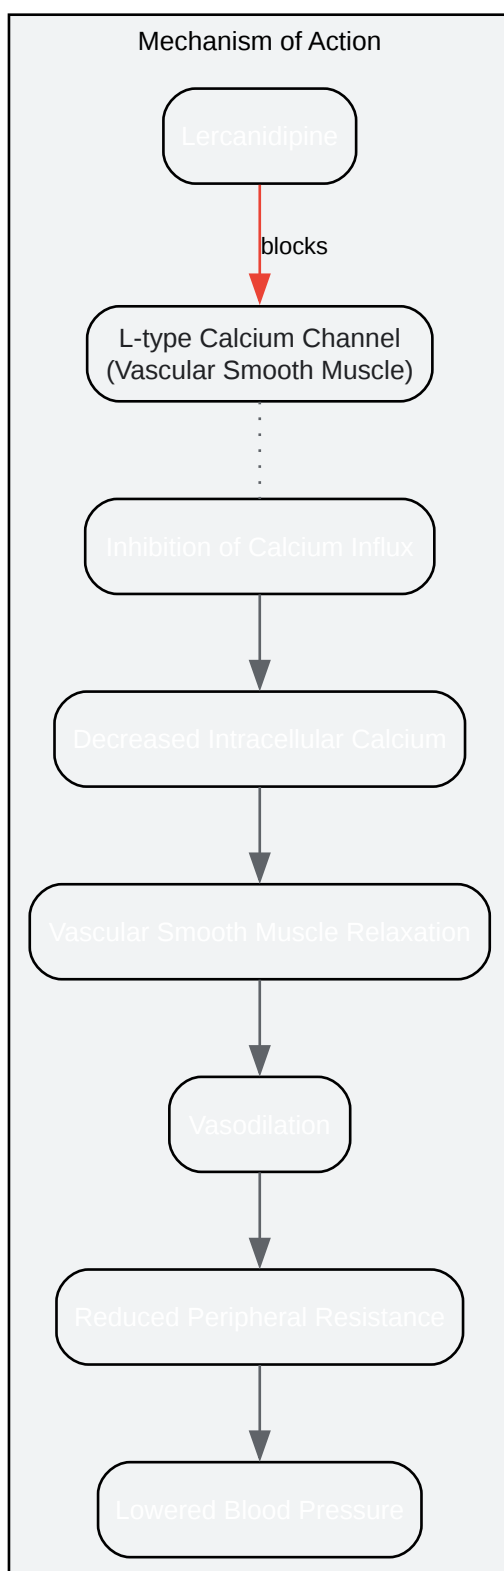 Mechanism of Action
Lercanidipine
blocks
L-type Calcium Channel
(Vascular Smooth Muscle)
Inhibition of Calcium Influx
Decreased Intracellular Calcium
Vascular Smooth Muscle Relaxation
Vasodilation
Reduced Peripheral Resistance
Lowered Blood Pressure